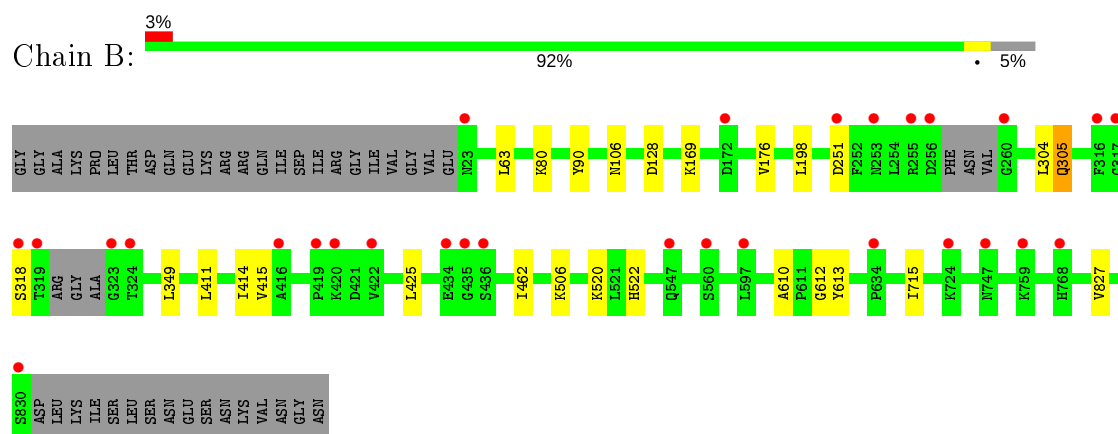 3%
Chain B:
92%
• 5%
GLY GLY ALA LYS PRO LEU THR ASP GLN GLU LYS ARG ARG GLN ILE SER ILE ARG GLY ILE VAL GLY VAL GLU N23 L63 K80 Y90 N106 D128 K169 D172 V176 L198 D251 F252 N253 L254 R255 D256 PHE ASN VAL G260 L304 Q305 F316 G317
S318 T319 ARG GLY ALA G323 T324 L349 L411 I414 V415 A416 P419 K420 D421 V422 L425 E434 G435 S436 I462 K506 K520 L521 H522 Q547 S560 L597 A610 P611 G612 Y613 P634 I715 K724 N747 K759 H768 V827
S830 ASP LEU LYS ILE SER LEU SER ASN GLU SER ASN LYS VAL ASN GLY ASN